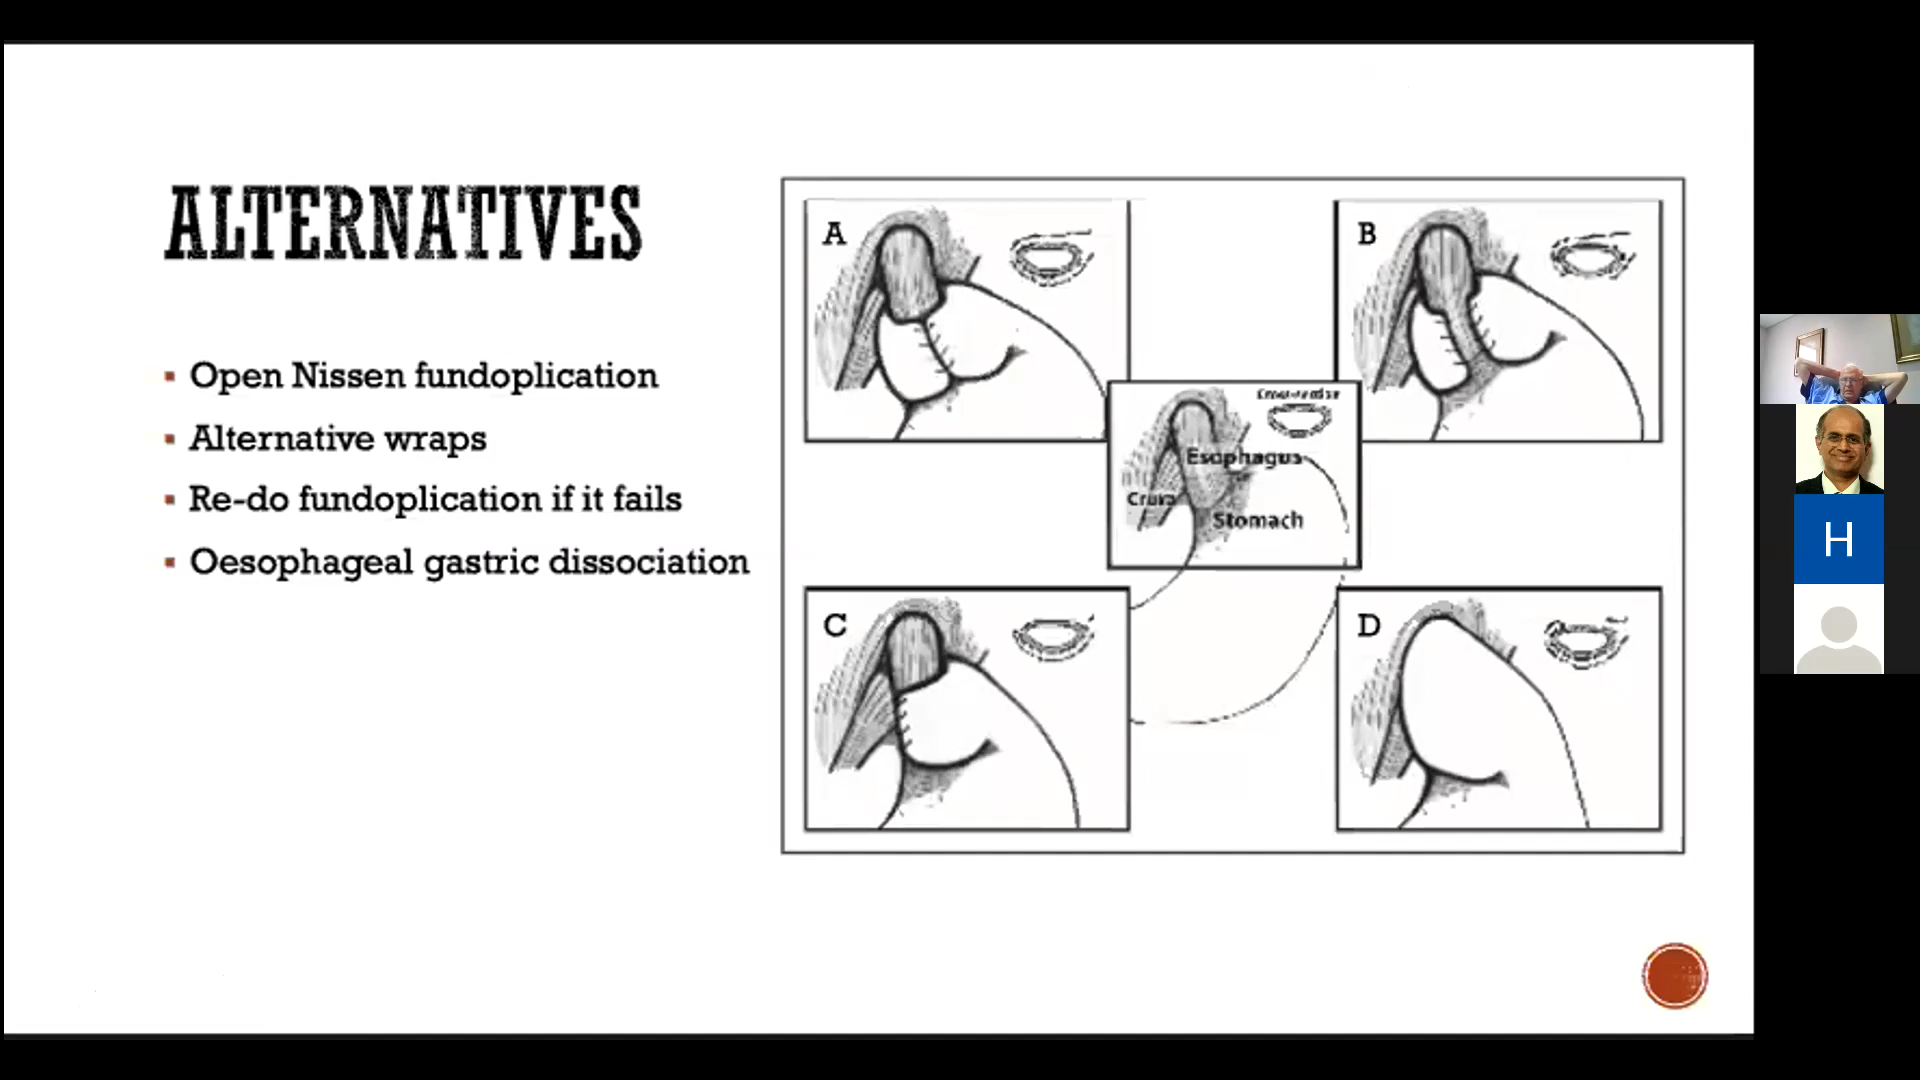 ALTERNATIVES
Open Nissen fundoplication
Alternative wraps
Re-do fundoplication if it fails
Oesophageal gastric dissociation
A
B
Esophagus
Crura
Stomach
C
D
H